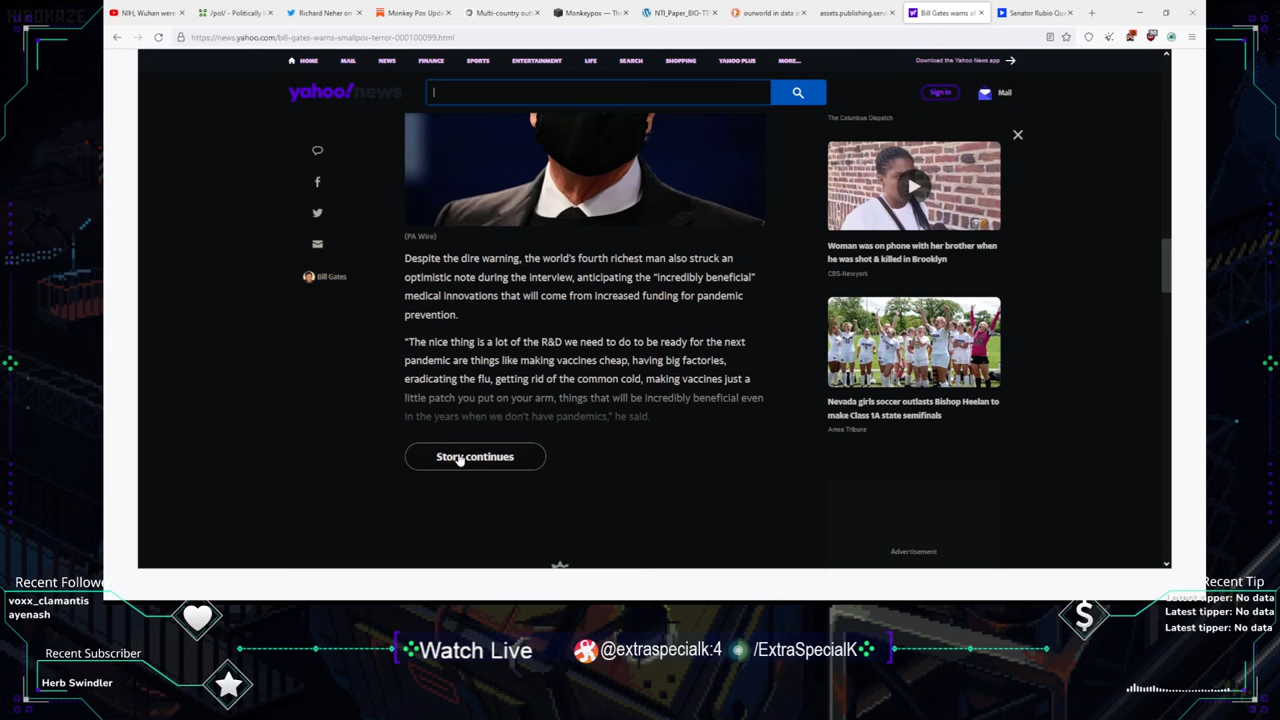 NIH, Wuhan were
/pol/ - Politically I
Richard Neher on
Monkey Pox Upda
Monkeypox — The
NTI_Paper_BIO-TT
assets.publishing.serv
Bill Gates warns of
Senator Rubio Que
https://news.yahoo.com/bill-gates-warns-smallpox-terror-000100099.html
HOME MAIL NEWS FINANCE SPORTS ENTERTAINMENT LIFE SEARCH SHOPPING YAHOO PLUS MORE... Download the Yahoo News app
yahoo!news Sign in Mail
The Columbus Dispatch
(PA Wire)
Despite the dire warning, the world's fourth richest man also struck an
optimistic note during the interview, anticipating the "incredibly beneficial"
medical innovations that will come from increased funding for pandemic
prevention.
Bill Gates
"The nice thing is a lot of the R&D we need to do to be ready for the next
pandemic are things like making vaccines cheap, having big factories,
eradicating the flu, getting rid of the common cold, making vaccines just a
little patch you put on your arm, things that will be incredibly beneficial even
in the years when we don't have pandemics," he said.
Story continues
Woman was on phone with her brother when
he was shot & killed in Brooklyn
CBS-Newyork
Nevada girls soccer outlasts Bishop Heelan to
make Class 1A state semifinals
Ames Tribune
Advertisement
Recent Followe
voxx_clamantis
ayenash
Recent Subscriber
Herb Swindler
Watch Live
@extraspecialk:4
/ExtraSpecialK
Recent Tip
Latest tipper: No data
Latest tipper: No data
Latest tipper: No data